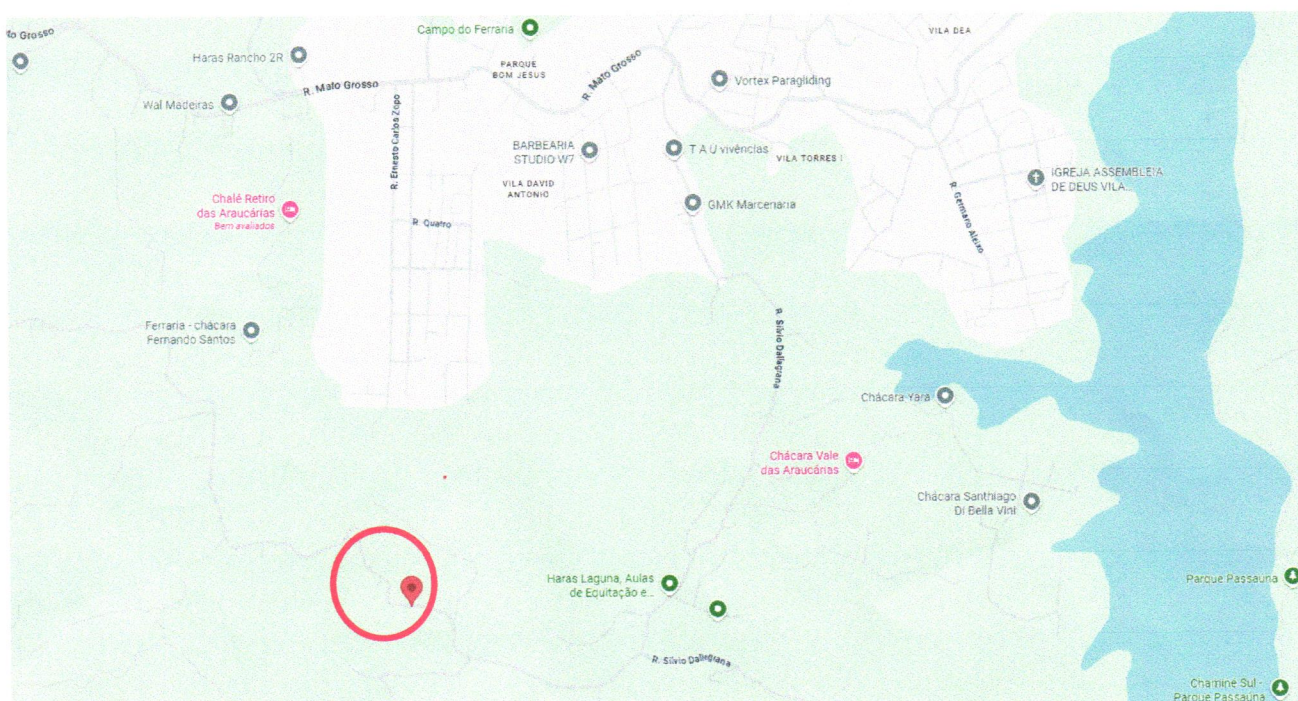 to Grosso
Haras Rancho 2R
Wal Madeiras
R. Mato Grosso
Campo do Ferraria
PARQUE
BOM JESUS
R. Mato Grosso
Vortex Paragliding
VILA DEA
R. Ernesto Carlos Zopo
BARBEARIA
STUDIO W7
T A U vivências
VILA TORRES I
IGREJA ASSEMBLEIA
DE DEUS VILA...
VILA DAVID
ANTONIO
Chalé Retiro
das Araucárias
Bem avaliados
R. Quatro
GMK Marcenaria
R. Germano Aleixo
Ferraria - chácara
Fernando Santos
R. Silvio Dallagrana
Chácara Yara
Chácara Vale
das Araucárias
Chácara Santhiago
Di Bella Vini
Haras Laguna, Aulas
de Equitação e...
Parque Passaúna
R. Silvio Dallegrana
Chaminé Sul -
Parque Passaúna